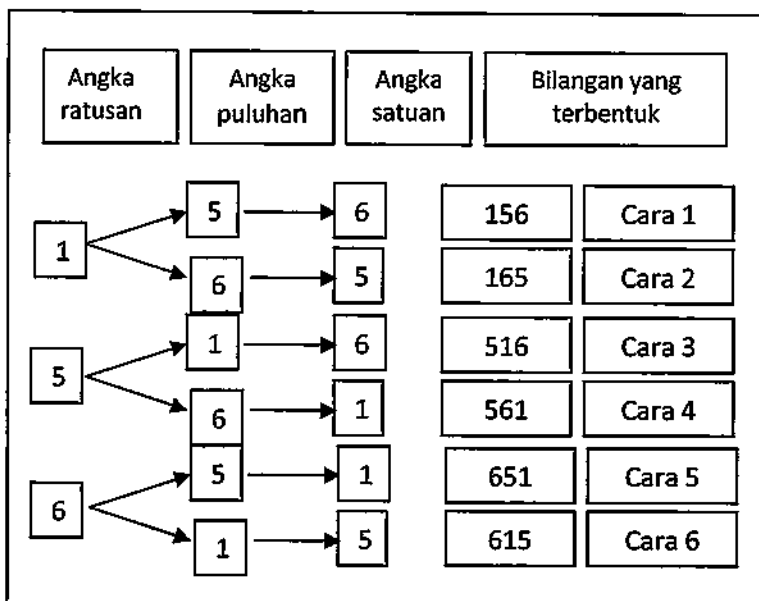 Angka ratusan
Angka puluhan
Angka satuan
Bilangan yang terbentuk
1
5
6
156
Cara 1
6
5
165
Cara 2
5
1
6
516
Cara 3
6
1
561
Cara 4
6
5
1
651
Cara 5
1
5
615
Cara 6